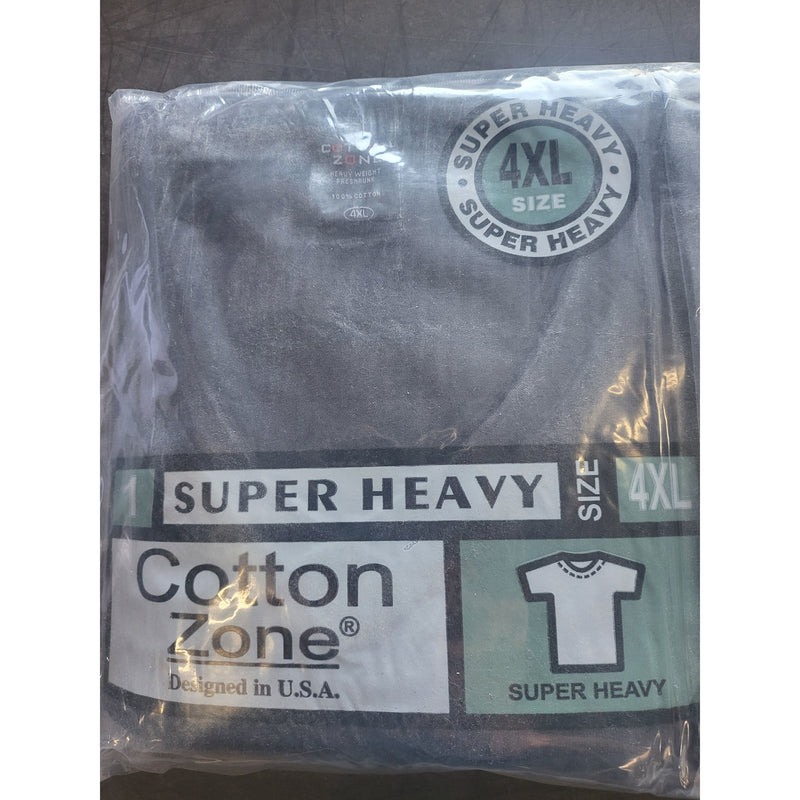 COTTON
ZONE
HEAVY WEIGHT
PRESHRUNK
100% COTTON
4XL
SUPER HEAVY
4XL
SIZE
SUPER HEAVY
1
SUPER HEAVY
SIZE
4XL
Cotton
Zone®
Designed in U.S.A.
SUPER HEAVY